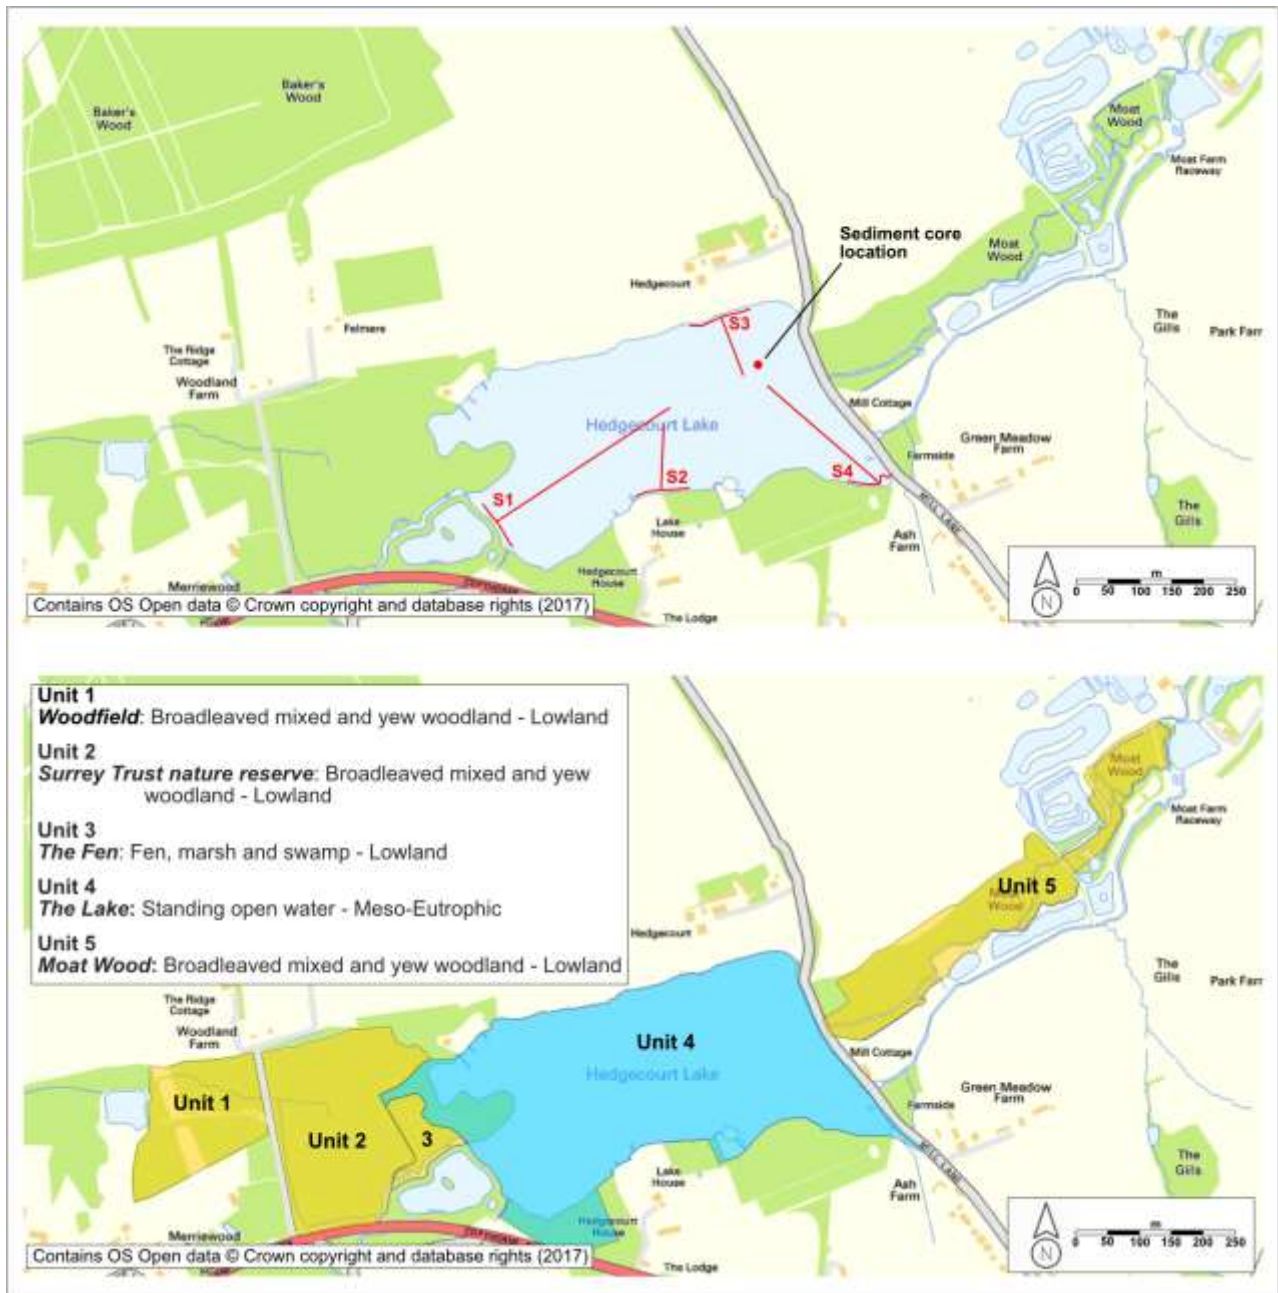 Baker's
Wood
Baker's
Wood
Moat
Wood
Moat Farm
Raceway
Sediment core
location
Moat
Wood
Hedgecourt
S3
The
Gills
Park Farr
Felmere
The Ridge
Cottage
Woodland
Farm
Mill Cottage
Hedgecourt Lake
Green Meadow
Farm
Farmside
S4
S2
S1
MILL LANE
The
Gills
Lake
House
Ash
Farm
Hedgecourt
House
Merriewood
The Lodge
Contains OS Open data © Crown copyright and database rights (2017)
N
m
0 50 100 150 200 250
Unit 1
Woodfield: Broadleaved mixed and yew woodland - Lowland
Unit 2
Surrey Trust nature reserve: Broadleaved mixed and yew
woodland - Lowland
Unit 3
The Fen: Fen, marsh and swamp - Lowland
Unit 4
The Lake: Standing open water - Meso-Eutrophic
Unit 5
Moat Wood: Broadleaved mixed and yew woodland - Lowland
Moat
Wood
Moat Farm
Raceway
Unit 5
Moat
Wood
Hedgecourt
The
Gills
Park Farr
The Ridge
Cottage
Woodland
Farm
Unit 4
Mill Cottage
Hedgecourt Lake
Green Meadow
Farm
Unit 1
Farmside
Unit 2
3
MILL LANE
The
Gills
Lake
House
Ash
Farm
Hedgecourt
House
Merriewood
The Lodge
Contains OS Open data © Crown copyright and database rights (2017)
N
m
0 50 100 150 200 250